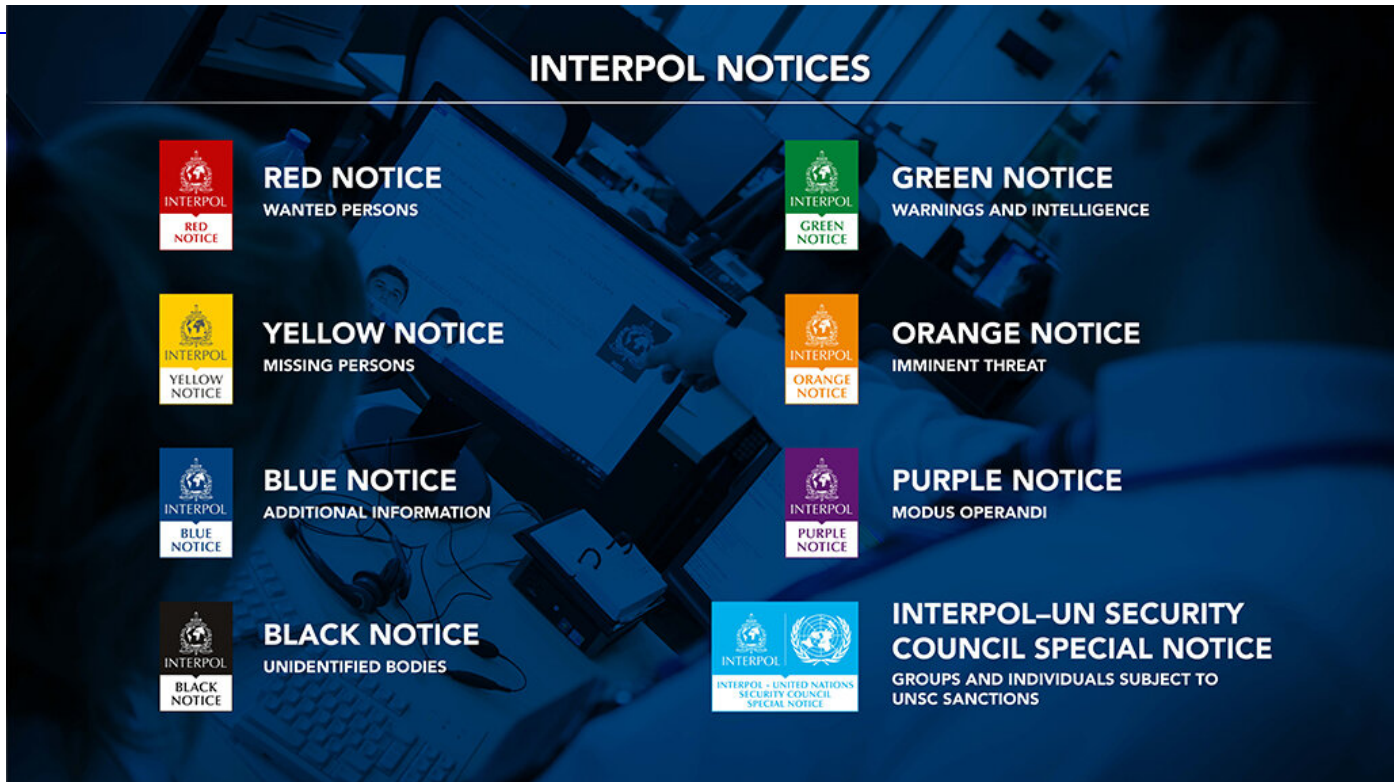 INTERPOL NOTICES
INTERPOL
RED
NOTICE
RED NOTICE
WANTED PERSONS
INTERPOL
GREEN
NOTICE
GREEN NOTICE
WARNINGS AND INTELLIGENCE
INTERPOL
YELLOW
NOTICE
YELLOW NOTICE
MISSING PERSONS
INTERPOL
ORANGE
NOTICE
ORANGE NOTICE
IMMINENT THREAT
INTERPOL
BLUE
NOTICE
BLUE NOTICE
ADDITIONAL INFORMATION
INTERPOL
PURPLE
NOTICE
PURPLE NOTICE
MODUS OPERANDI
INTERPOL
BLACK
NOTICE
BLACK NOTICE
UNIDENTIFIED BODIES
INTERPOL
INTERPOL - UNITED NATIONS
SECURITY COUNCIL
SPECIAL NOTICE
INTERPOL–UN SECURITY
COUNCIL SPECIAL NOTICE
GROUPS AND INDIVIDUALS SUBJECT TO
UNSC SANCTIONS